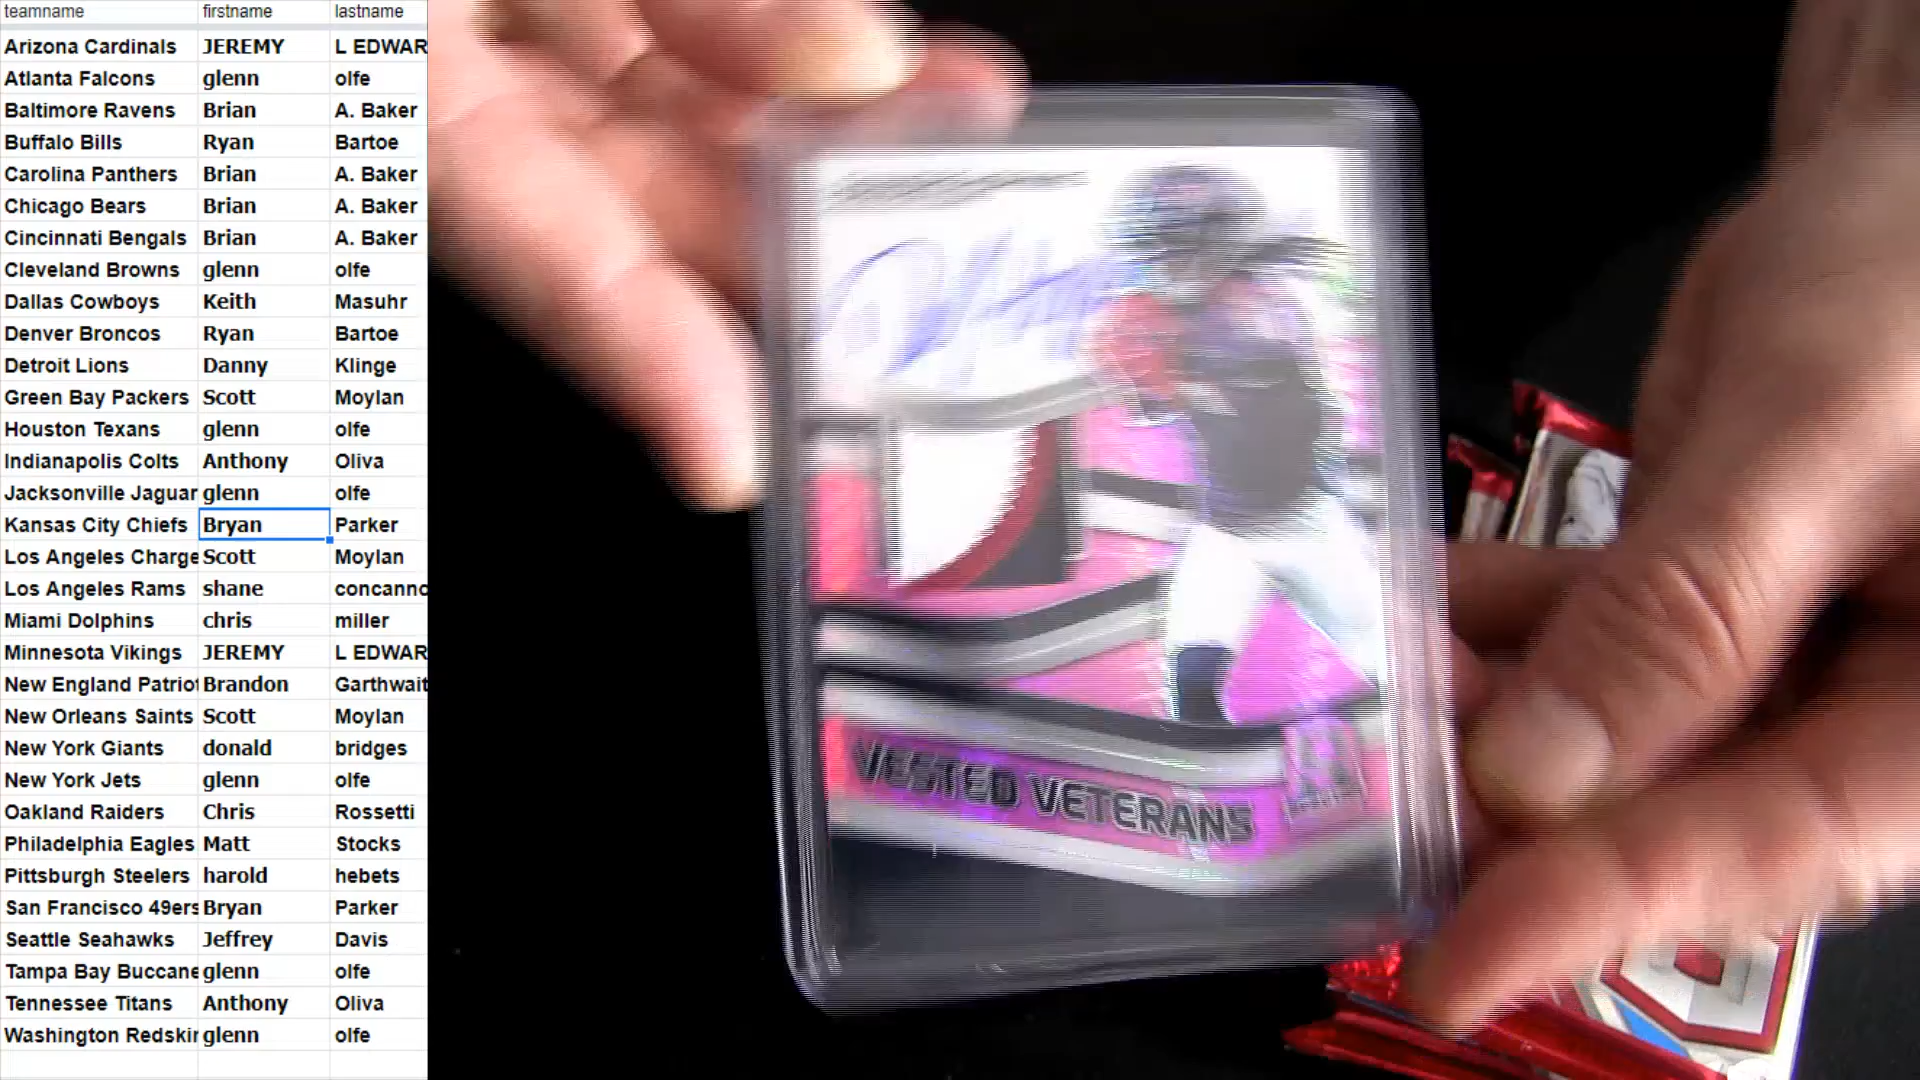 teamname firstname lastname
Arizona Cardinals JEREMY L EDWAR
Atlanta Falcons glenn olfe
Baltimore Ravens Brian A. Baker
Buffalo Bills Ryan Bartoe
Carolina Panthers Brian A. Baker
Chicago Bears Brian A. Baker
Cincinnati Bengals Brian A. Baker
Cleveland Browns glenn olfe
Dallas Cowboys Keith Masuhr
Denver Broncos Ryan Bartoe
Detroit Lions Danny Klinge
Green Bay Packers Scott Moylan
Houston Texans glenn olfe
Indianapolis Colts Anthony Oliva
Jacksonville Jaguar glenn olfe
Kansas City Chiefs Bryan Parker
Los Angeles Charge Scott Moylan
Los Angeles Rams shane concanno
Miami Dolphins chris miller
Minnesota Vikings JEREMY L EDWAR
New England Patriot Brandon Garthwait
New Orleans Saints Scott Moylan
New York Giants donald bridges
New York Jets glenn olfe
Oakland Raiders Chris Rossetti
Philadelphia Eagles Matt Stocks
Pittsburgh Steelers harold hebets
San Francisco 49ers Bryan Parker
Seattle Seahawks Jeffrey Davis
Tampa Bay Buccane glenn olfe
Tennessee Titans Anthony Oliva
Washington Redskin glenn olfe
VESTED VETERANS